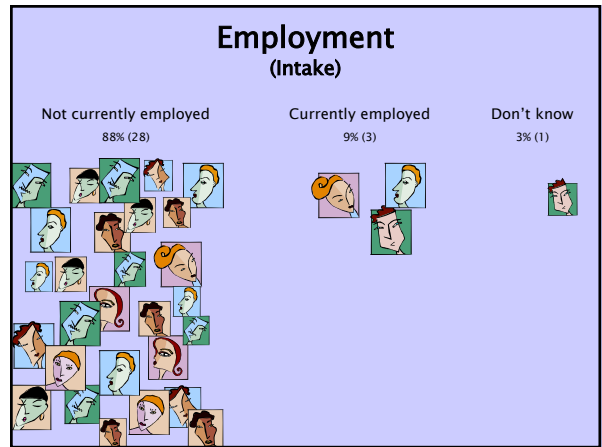 Employment
(Intake)
Not currently employed
88% (28)
Currently employed
9% (3)
Don't know
3% (1)